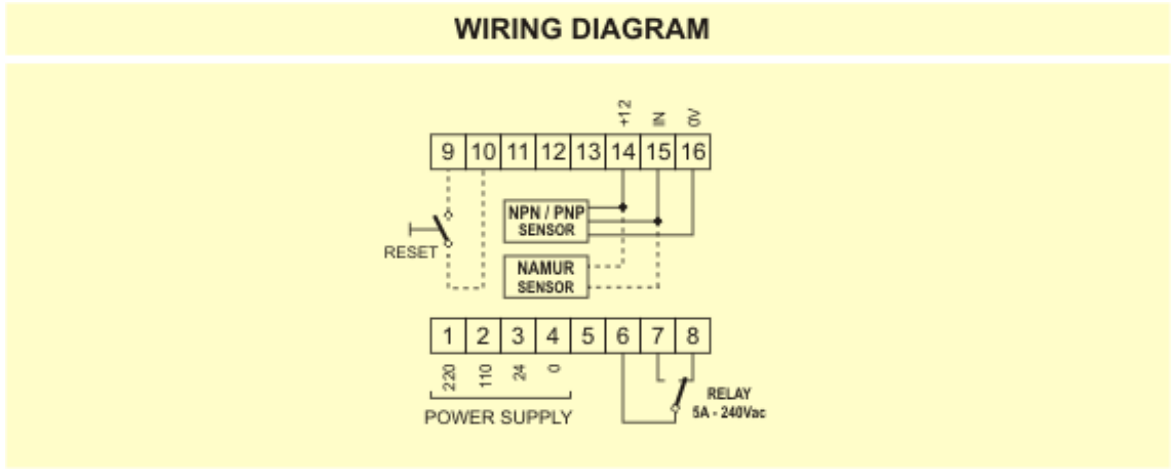 WIRING DIAGRAM
+12 IN 0V
9 10 11 12 13 14 15 16
NPN / PNP
SENSOR
RESET
NAMUR
SENSOR
1 2 3 4 5 6 7 8
220 110 24 0
RELAY
5A - 240Vac
POWER SUPPLY